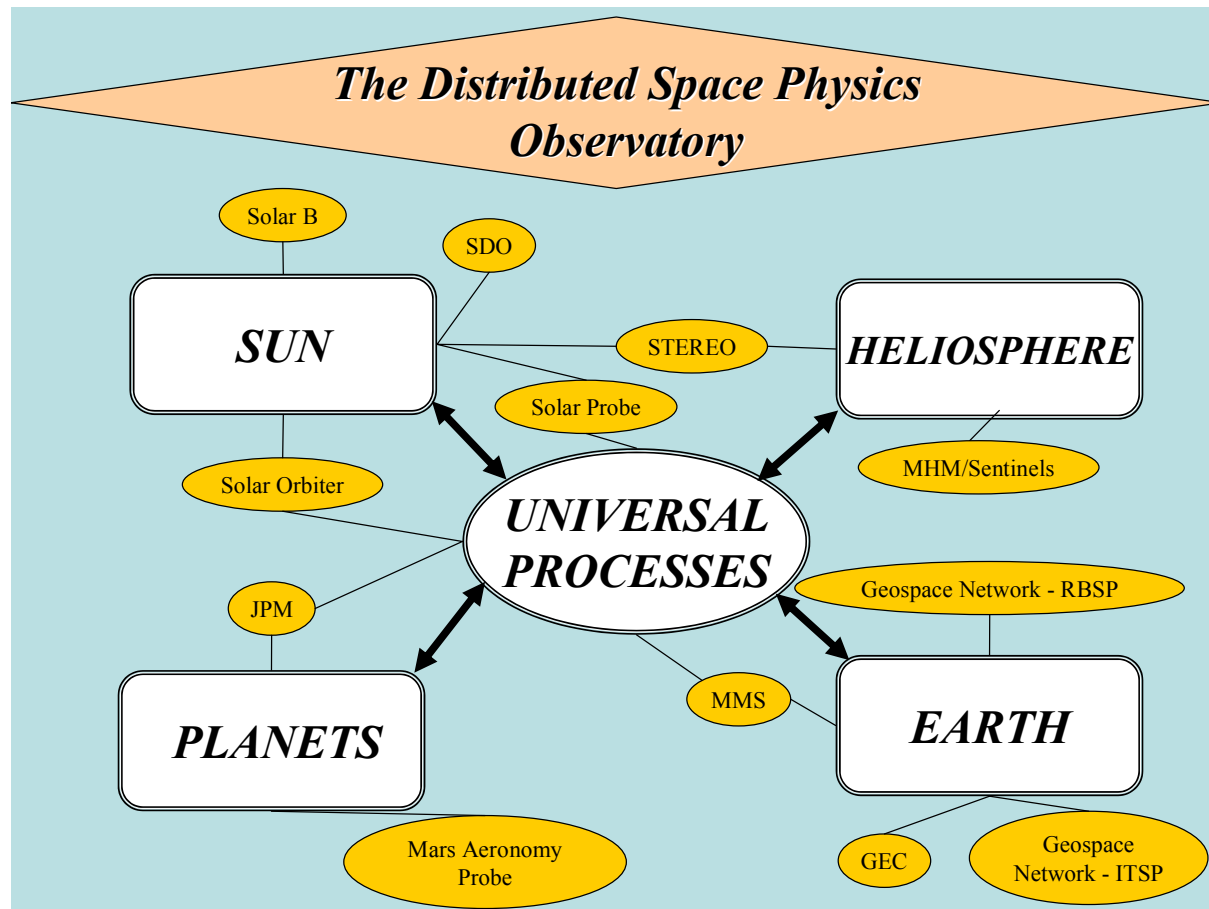 The Distributed Space Physics
Observatory
Solar B
SDO
SUN
STEREO
HELIOSPHERE
Solar Probe
Solar Orbiter
MHM/Sentinels
UNIVERSAL
PROCESSES
JPM
Geospace Network - RBSP
MMS
PLANETS
EARTH
Mars Aeronomy
Probe
GEC
Geospace
Network - ITSP